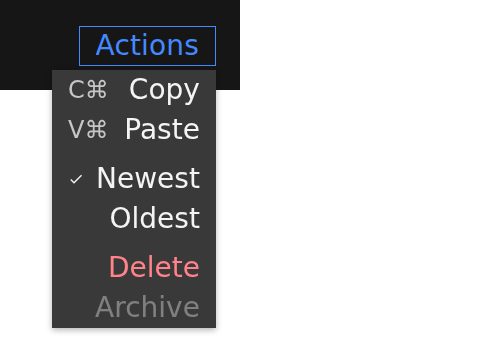 Actions
C⌘ Copy
V⌘ Paste
Newest
Oldest
Delete
Archive